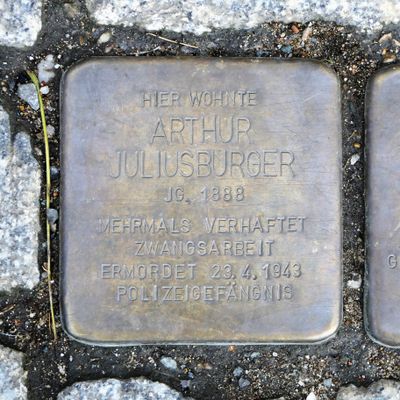 HIER WOHNTE
ARTHUR
JULIUSBURGER
JG. 1888
MEHRMALS VERHAFTET
ZWANGSARBEIT
ERMORDET 23.4.1943
POLIZEIGEFÄNGNIS